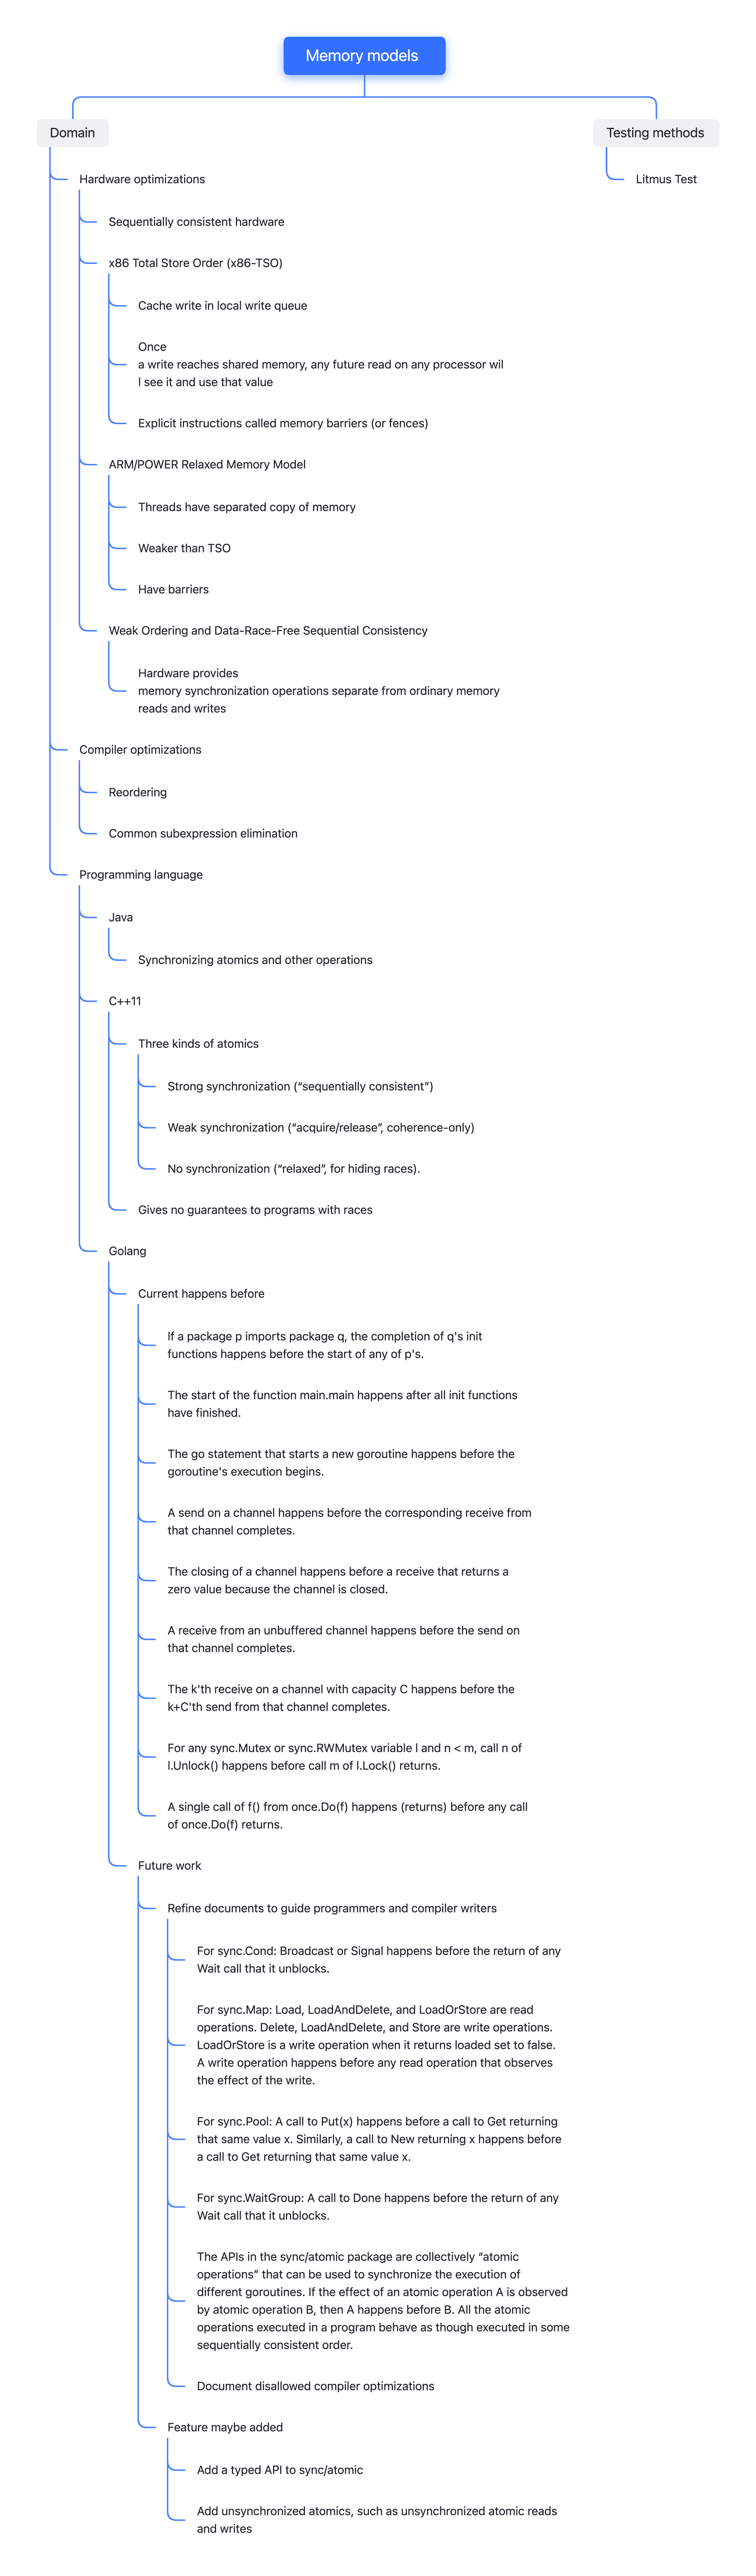 Memory models
Domain
Testing methods
Hardware optimizations
Litmus Test
Sequentially consistent hardware
x86 Total Store Order (x86-TSO)
Cache write in local write queue
Once
a write reaches shared memory, any future read on any processor wil
l see it and use that value
Explicit instructions called memory barriers (or fences)
ARM/POWER Relaxed Memory Model
Threads have separated copy of memory
Weaker than TSO
Have barriers
Weak Ordering and Data-Race-Free Sequential Consistency
Hardware provides
memory synchronization operations separate from ordinary memory
reads and writes
Compiler optimizations
Reordering
Common subexpression elimination
Programming language
Java
Synchronizing atomics and other operations
C++11
Three kinds of atomics
Strong synchronization (“sequentially consistent”)
Weak synchronization (“acquire/release”, coherence-only)
No synchronization (“relaxed”, for hiding races).
Gives no guarantees to programs with races
Golang
Current happens before
If a package p imports package q, the completion of q's init
functions happens before the start of any of p's.
The start of the function main.main happens after all init functions
have finished.
The go statement that starts a new goroutine happens before the
goroutine's execution begins.
A send on a channel happens before the corresponding receive from
that channel completes.
The closing of a channel happens before a receive that returns a
zero value because the channel is closed.
A receive from an unbuffered channel happens before the send on
that channel completes.
The k'th receive on a channel with capacity C happens before the
k+C'th send from that channel completes.
For any sync.Mutex or sync.RWMutex variable l and n < m, call n of
l.Unlock() happens before call m of l.Lock() returns.
A single call of f() from once.Do(f) happens (returns) before any call
of once.Do(f) returns.
Future work
Refine documents to guide programmers and compiler writers
For sync.Cond: Broadcast or Signal happens before the return of any
Wait call that it unblocks.
For sync.Map: Load, LoadAndDelete, and LoadOrStore are read
operations. Delete, LoadAndDelete, and Store are write operations.
LoadOrStore is a write operation when it returns loaded set to false.
A write operation happens before any read operation that observes
the effect of the write.
For sync.Pool: A call to Put(x) happens before a call to Get returning
that same value x. Similarly, a call to New returning x happens before
a call to Get returning that same value x.
For sync.WaitGroup: A call to Done happens before the return of any
Wait call that it unblocks.
The APIs in the sync/atomic package are collectively “atomic
operations” that can be used to synchronize the execution of
different goroutines. If the effect of an atomic operation A is observed
by atomic operation B, then A happens before B. All the atomic
operations executed in a program behave as though executed in some
sequentially consistent order.
Document disallowed compiler optimizations
Feature maybe added
Add a typed API to sync/atomic
Add unsynchronized atomics, such as unsynchronized atomic reads
and writes